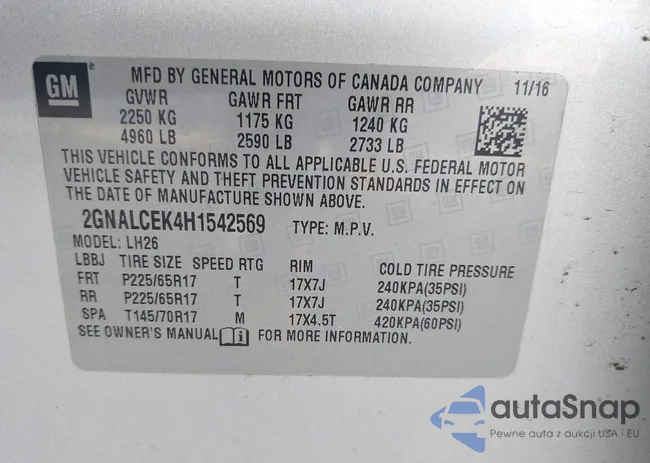 GM ® MFD BY GENERAL MOTORS OF CANADA COMPANY 11/16
GVWR GAWR FRT GAWR RR
2250 KG 1175 KG 1240 KG
4960 LB 2590 LB 2733 LB
THIS VEHICLE CONFORMS TO ALL APPLICABLE U.S. FEDERAL MOTOR
VEHICLE SAFETY AND THEFT PREVENTION STANDARDS IN EFFECT ON
THE DATE OF MANUFACTURE SHOWN ABOVE.
2GNALCEK4H1542569 TYPE: M.P.V.
MODEL: LH26
LBBJ TIRE SIZE SPEED RTG RIM COLD TIRE PRESSURE
FRT P225/65R17 T 17X7J 240KPA(35PSI)
RR P225/65R17 T 17X7J 240KPA(35PSI)
SPA T145/70R17 M 17X4.5T 420KPA(60PSI)
SEE OWNER'S MANUAL i FOR MORE INFORMATION.
autaSnap
Pewne auta z aukcji USA i EU